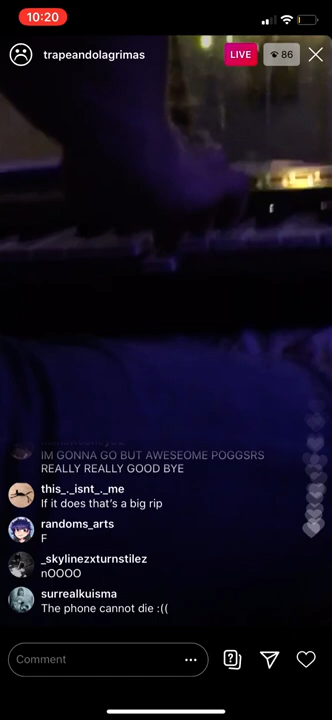 10:20
trapeandolagrimas
LIVE
86
IM GONNA GO BUT AWESEOME POGGSRS
REALLY REALLY GOOD BYE
this_._isnt_._me
If it does that's a big rip
randoms_arts
F
_skylinezxturnstilez
nOOOO
surrealkuisma
The phone cannot die :((
Comment